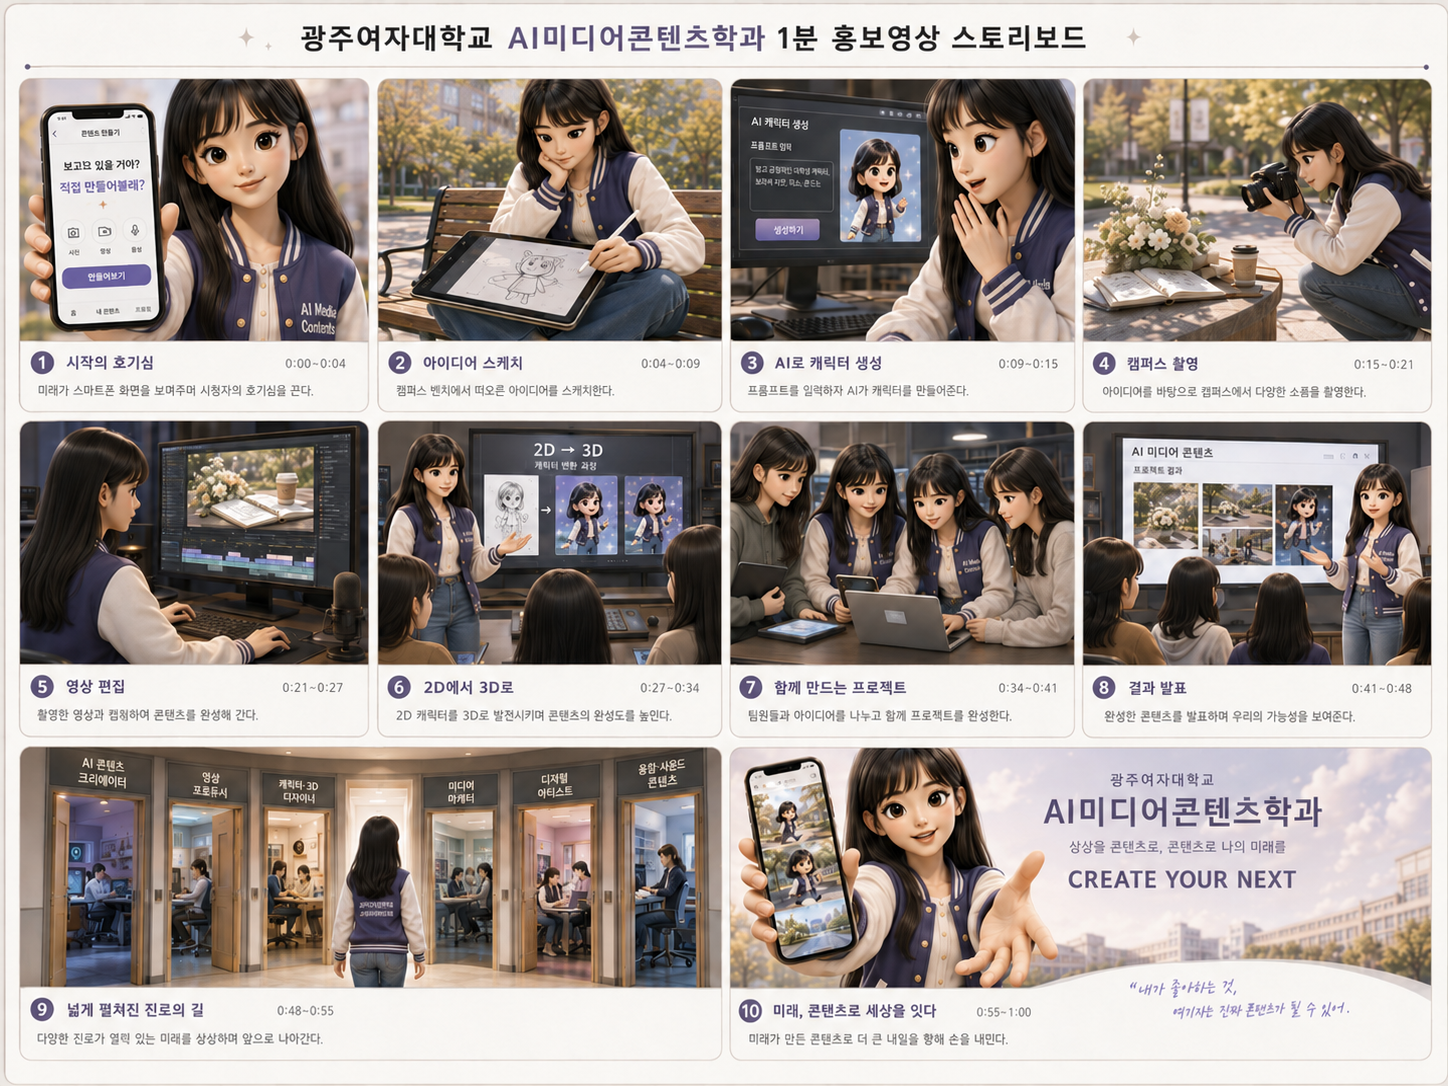 광주여자대학교 AI미디어콘텐츠학과 1분 홍보영상 스토리보드
9:41
콘텐츠 만들기
보고만 있을 거야?
직접 만들어볼래?
사진 영상 음성
만들어보기
홈 내 콘텐츠 프로필
AI Media
Contents
1 시작의 호기심 0:00~0:04
미래가 스마트폰 화면을 보여주며 시청자의 호기심을 끈다.
2 아이디어 스케치 0:04~0:09
캠퍼스 벤치에서 떠오른 아이디어를 스케치한다.
AI 캐릭터 생성
프롬프트 입력
생성하기
3 AI로 캐릭터 생성 0:09~0:15
프롬프트를 입력하자 AI가 캐릭터를 만들어준다.
4 캠퍼스 촬영 0:15~0:21
아이디어를 바탕으로 캠퍼스에서 다양한 소품을 촬영한다.
5 영상 편집 0:21~0:27
촬영한 영상과 캡쳐하여 콘텐츠를 완성해 간다.
2D → 3D
캐릭터 변환 과정
6 2D에서 3D로 0:27~0:34
2D 캐릭터를 3D로 발전시키며 콘텐츠의 완성도를 높인다.
7 함께 만드는 프로젝트 0:34~0:41
팀원들과 아이디어를 나누고 함께 프로젝트를 완성한다.
AI 미디어 콘텐츠
프로젝트 결과
8 결과 발표 0:41~0:48
완성한 콘텐츠를 발표하며 우리의 가능성을 보여준다.
AI 콘텐츠
크리에이터
영상
프로듀서
캐릭터·3D
디자이너
미디어
마케터
디지털
아티스트
융합·사운드
콘텐츠
9 넓게 펼쳐진 진로의 길 0:48~0:55
다양한 진로가 열릭 있는 미래를 상상하며 앞으로 나아간다.
광주여자대학교
AI미디어콘텐츠학과
상상을 콘텐츠로, 콘텐츠로 나의 미래를
CREATE YOUR NEXT
"내가 좋아하는 것,
여기자는 진짜 콘텐츠가 될 수 있어.
10 미래, 콘텐츠로 세상을 잇다 0:55~1:00
미래가 만든 콘텐츠로 더 큰 내일을 향해 손을 내민다.